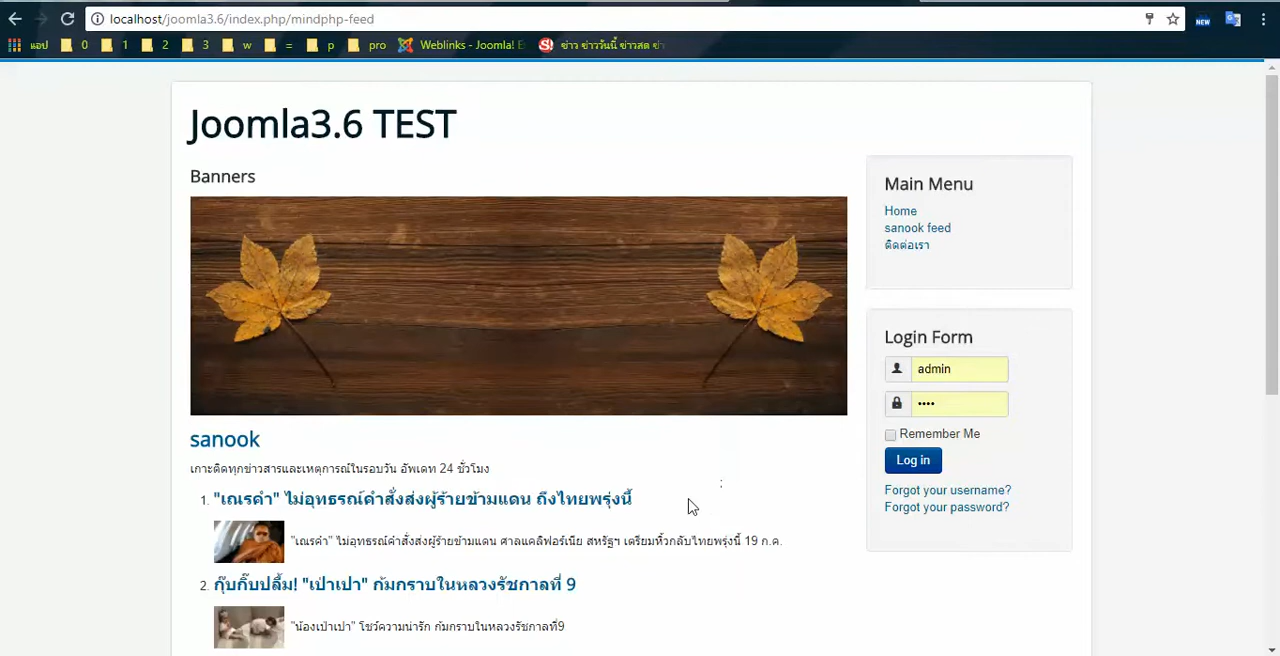 localhost/joomla3.6/index.php/mindphp-feed
แอป 0 1 2 3 w = p pro Weblinks - Joomla! E ข่าว ข่าววันนี้ ข่าวสด ข่า
NEW
Joomla3.6 TEST
Banners
Main Menu
Home
sanook feed
ติดต่อเรา
Login Form
admin
••••
Remember Me
Log in
Forgot your username?
Forgot your password?
sanook
เกาะติดทุกข่าวสารและเหตุการณ์ในรอบวัน อัพเดท 24 ชั่วโมง
;
1. "เณรคำ" ไม่อุทธรณ์คำสั่งส่งผู้ร้ายข้ามแดน ถึงไทยพรุ่งนี้
"เณรคำ" ไม่อุทธรณ์คำสั่งส่งผู้ร้ายข้ามแดน ศาลแคลิฟอร์เนีย สหรัฐฯ เตรียมหิ้วกลับไทยพรุ่งนี้ 19 ก.ค.
2. กุ๊บกิ๊บปลื้ม! "เป่าเปา" ก้มกราบในหลวงรัชกาลที่ 9
"น้องเป่าเปา" โชว์ความน่ารัก ก้มกราบในหลวงรัชกาลที่9